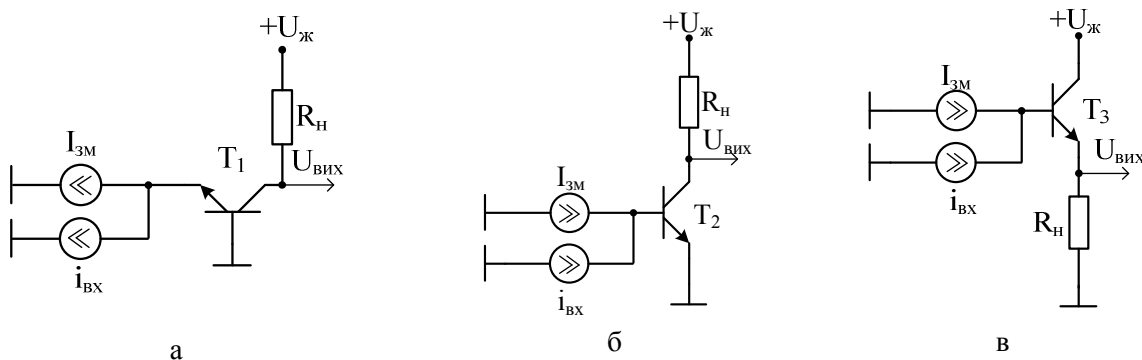 +Uж
Rн
Iзм
T1
Uвих
iвх
а
+Uж
Rн
Uвих
Iзм
T2
iвх
б
+Uж
Iзм
T3
Uвих
iвх
Rн
в